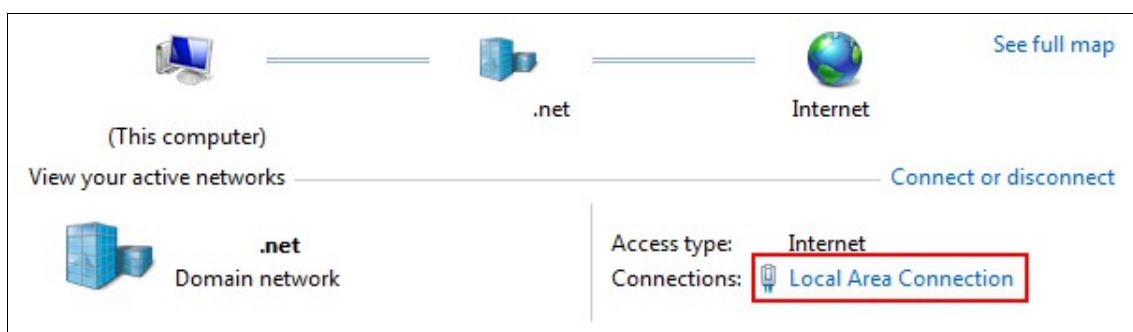 See full map
.net
Internet
(This computer)
View your active networks
Connect or disconnect
.net
Domain network
Access type: Internet
Connections: Local Area Connection